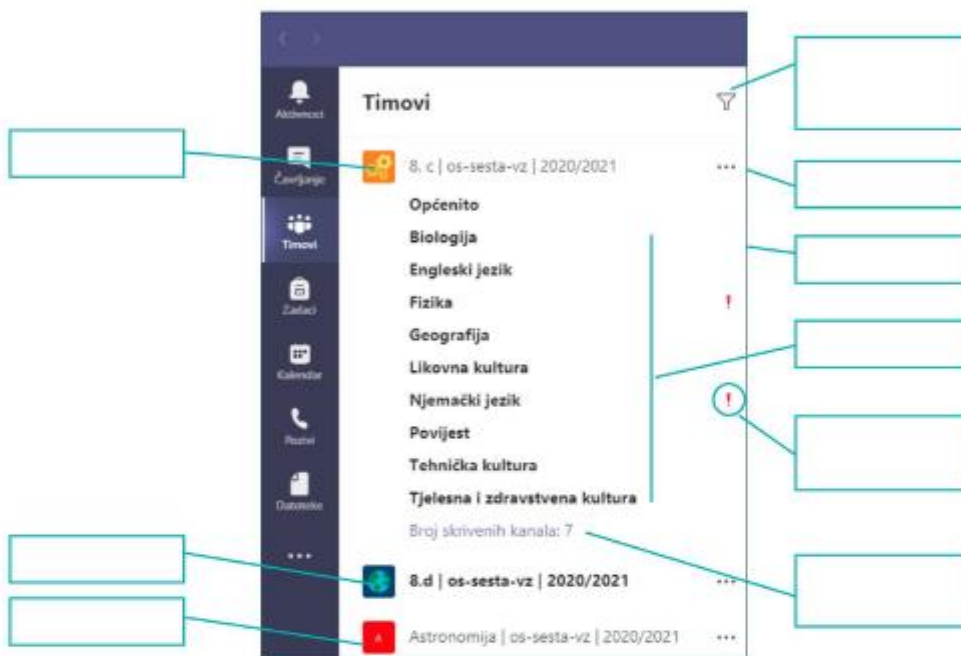 Aktivnost
Čavrljanje
Timovi
Zadaci
Kalendar
Pozivi
Datoteke
...
Timovi
8. c | os-sesta-vz | 2020/2021 ...
Općenito
Biologija
Engleski jezik
Fizika !
Geografija
Likovna kultura
Njemački jezik !
Povijest
Tehnička kultura
Tjelesna i zdravstvena kultura
Broj skrivenih kanala: 7
8.d | os-sesta-vz | 2020/2021 ...
A Astronomija | os-sesta-vz | 2020/2021 ...